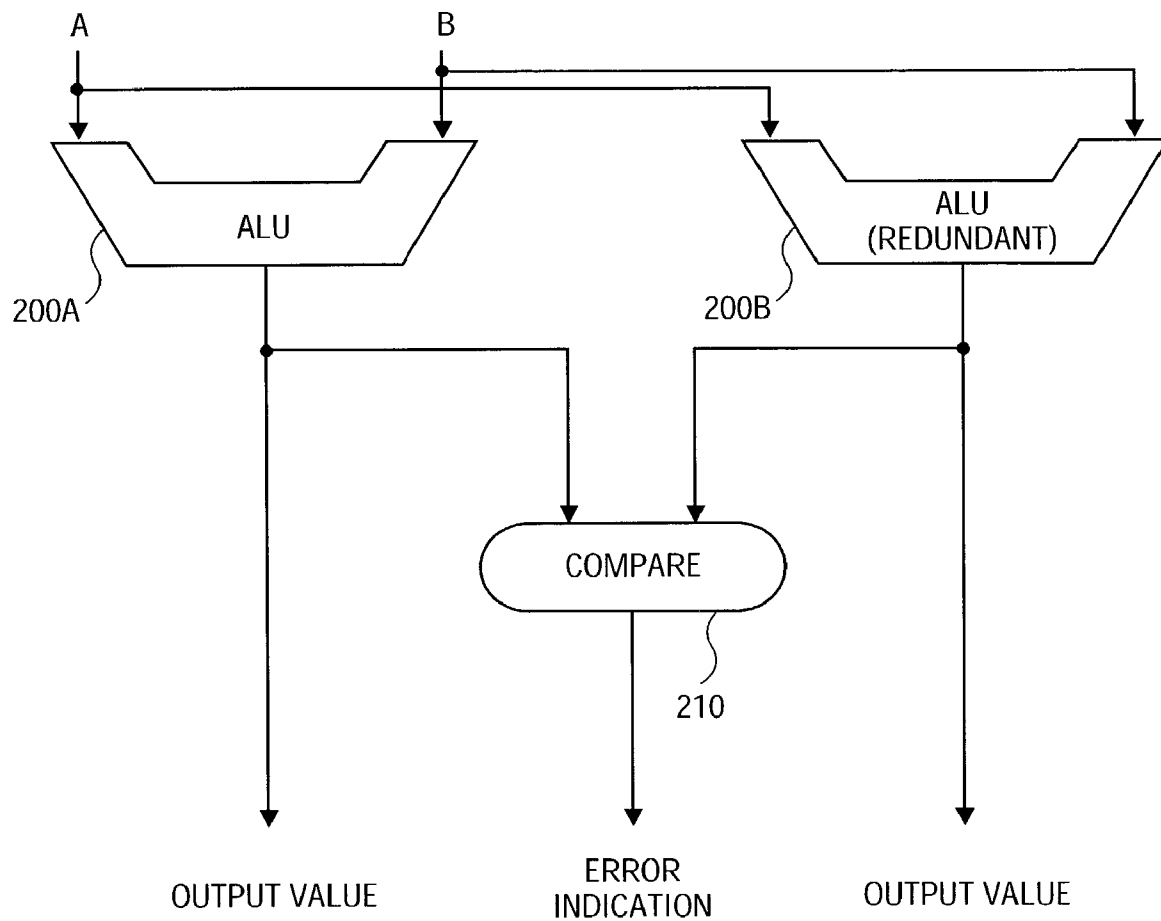 A
B
ALU
ALU
(REDUNDANT)
200A
200B
COMPARE
210
OUTPUT VALUE
ERROR
INDICATION
OUTPUT VALUE